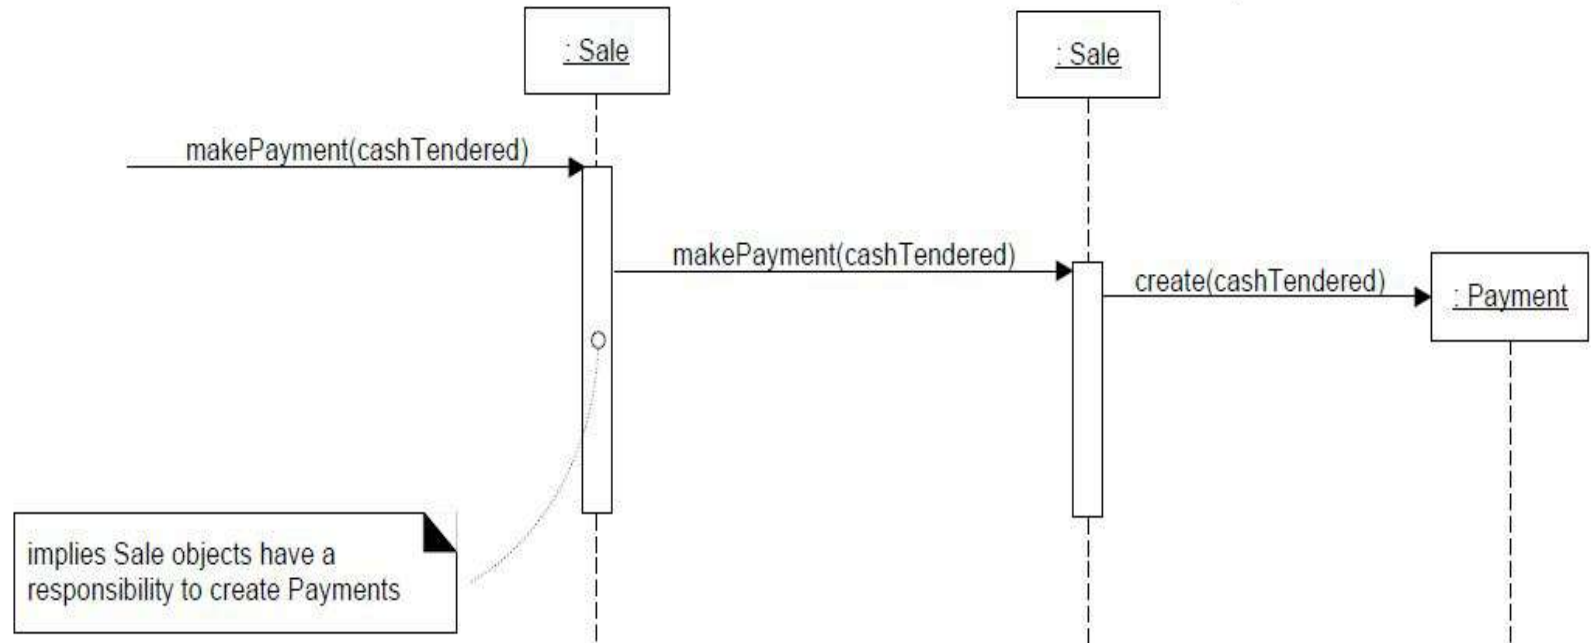 : Sale
: Sale
makePayment(cashTendered)
makePayment(cashTendered)
create(cashTendered)
: Payment
implies Sale objects have a
responsibility to create Payments